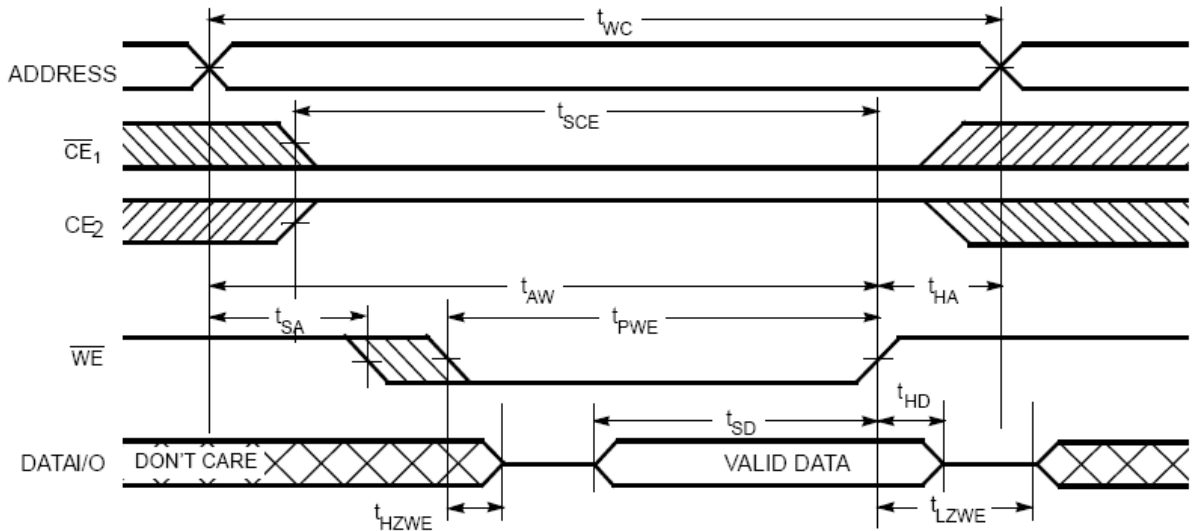 tWC
ADDRESS
tSCE
CE1
CE2
tAW
tHA
tSA
tPWE
WE
tHD
tSD
DATAI/O
DON'T CARE
VALID DATA
tHZWE
tLZWE